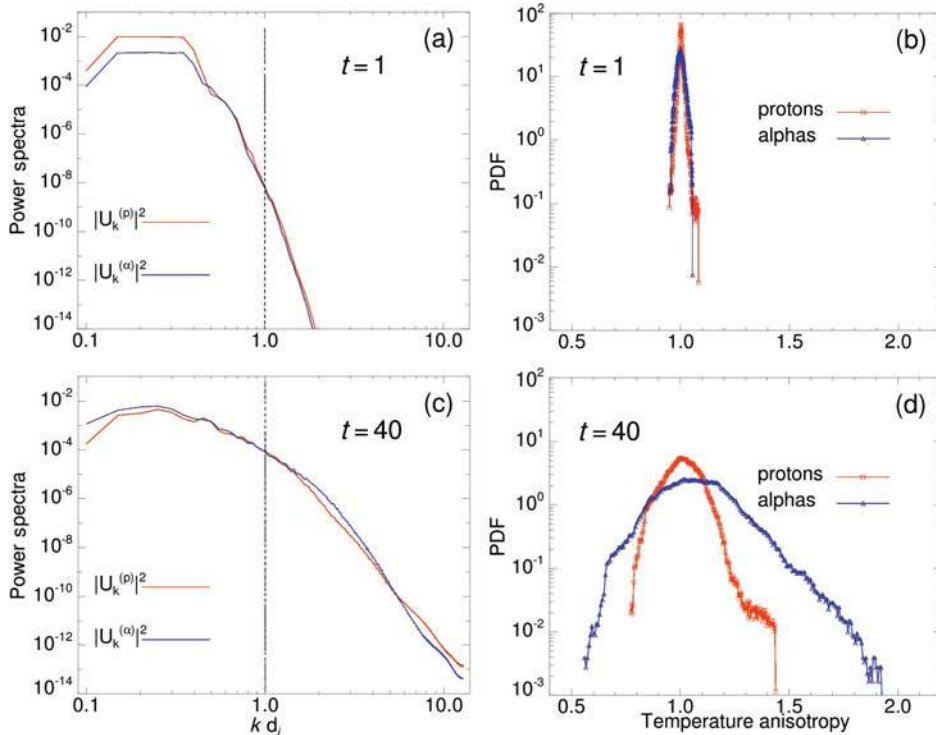 (a)
t = 1
Power spectra
10^-2
10^-4
10^-6
10^-8
10^-10
10^-12
10^-14
|U_k^(p)|^2
|U_k^(α)|^2
0.1
1.0
10.0
(b)
t = 1
PDF
10^2
10^1
10^0
10^-1
10^-2
10^-3
protons
alphas
0.5
1.0
1.5
2.0
(c)
t = 40
Power spectra
10^-2
10^-4
10^-6
10^-8
10^-10
10^-12
10^-14
|U_k^(p)|^2
|U_k^(α)|^2
0.1
1.0
10.0
k d_i
(d)
t = 40
PDF
10^2
10^1
10^0
10^-1
10^-2
10^-3
protons
alphas
0.5
1.0
1.5
2.0
Temperature anisotropy